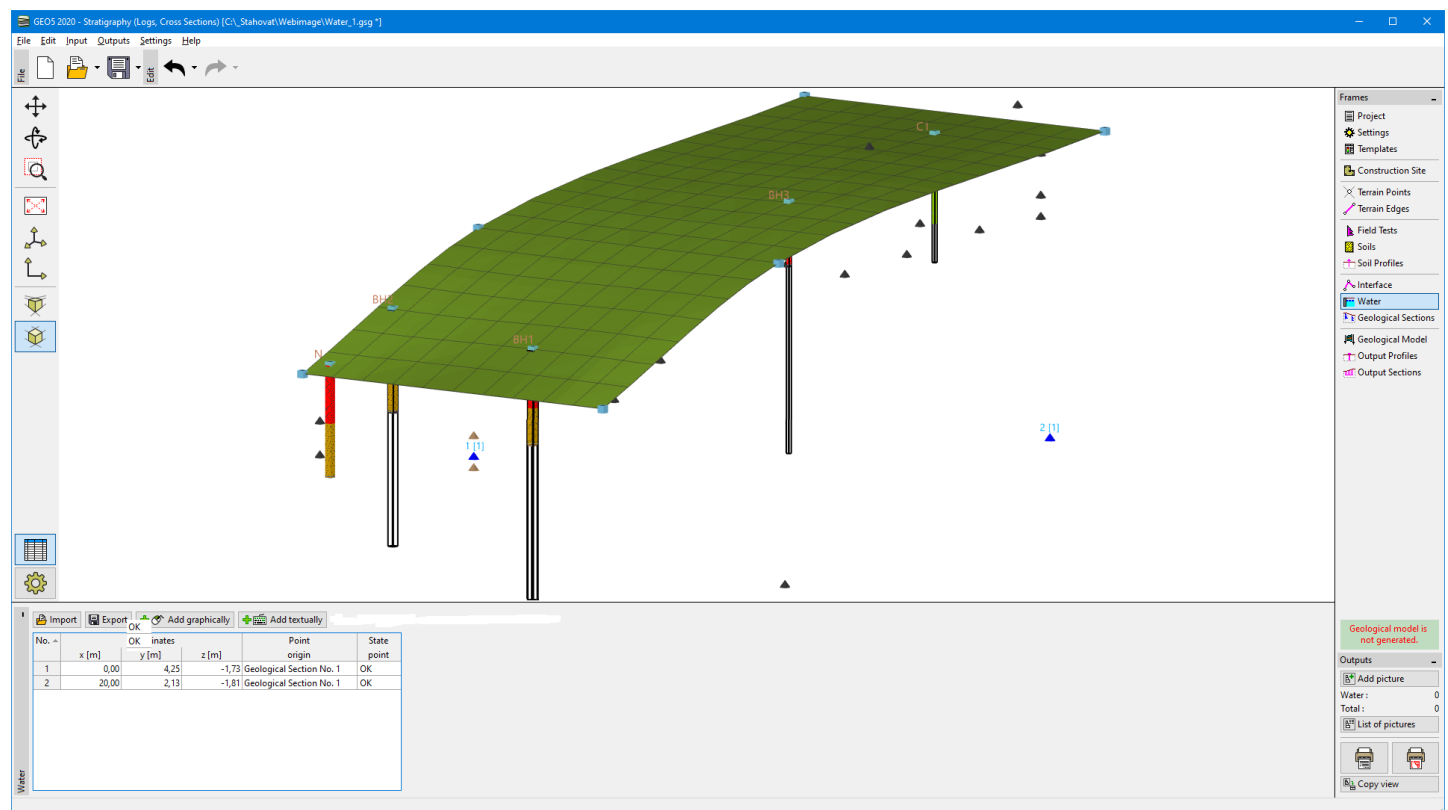 GEO5 2020 - Stratigraphy (Logs, Cross Sections) [C:\_Stahovat\Webimage\Water_1.gsg *]
File Edit Input Outputs Settings Help
File
Edit
C1
BH3
BH
BH1
N
1 [1]
2 [1]
Frames
Project
Settings
Templates
Construction Site
Terrain Points
Terrain Edges
Field Tests
Soils
Soil Profiles
Interface
Water
Geological Sections
Geological Model
Output Profiles
Output Sections
Import Export Add graphically Add textually
OK
No. OK inates Point State
x [m] y [m] z [m] origin point
1 0,00 4,25 -1,73 Geological Section No. 1 OK
2 20,00 2,13 -1,81 Geological Section No. 1 OK
Water
Geological model is
not generated.
Outputs
Add picture
Water : 0
Total : 0
List of pictures
Copy view